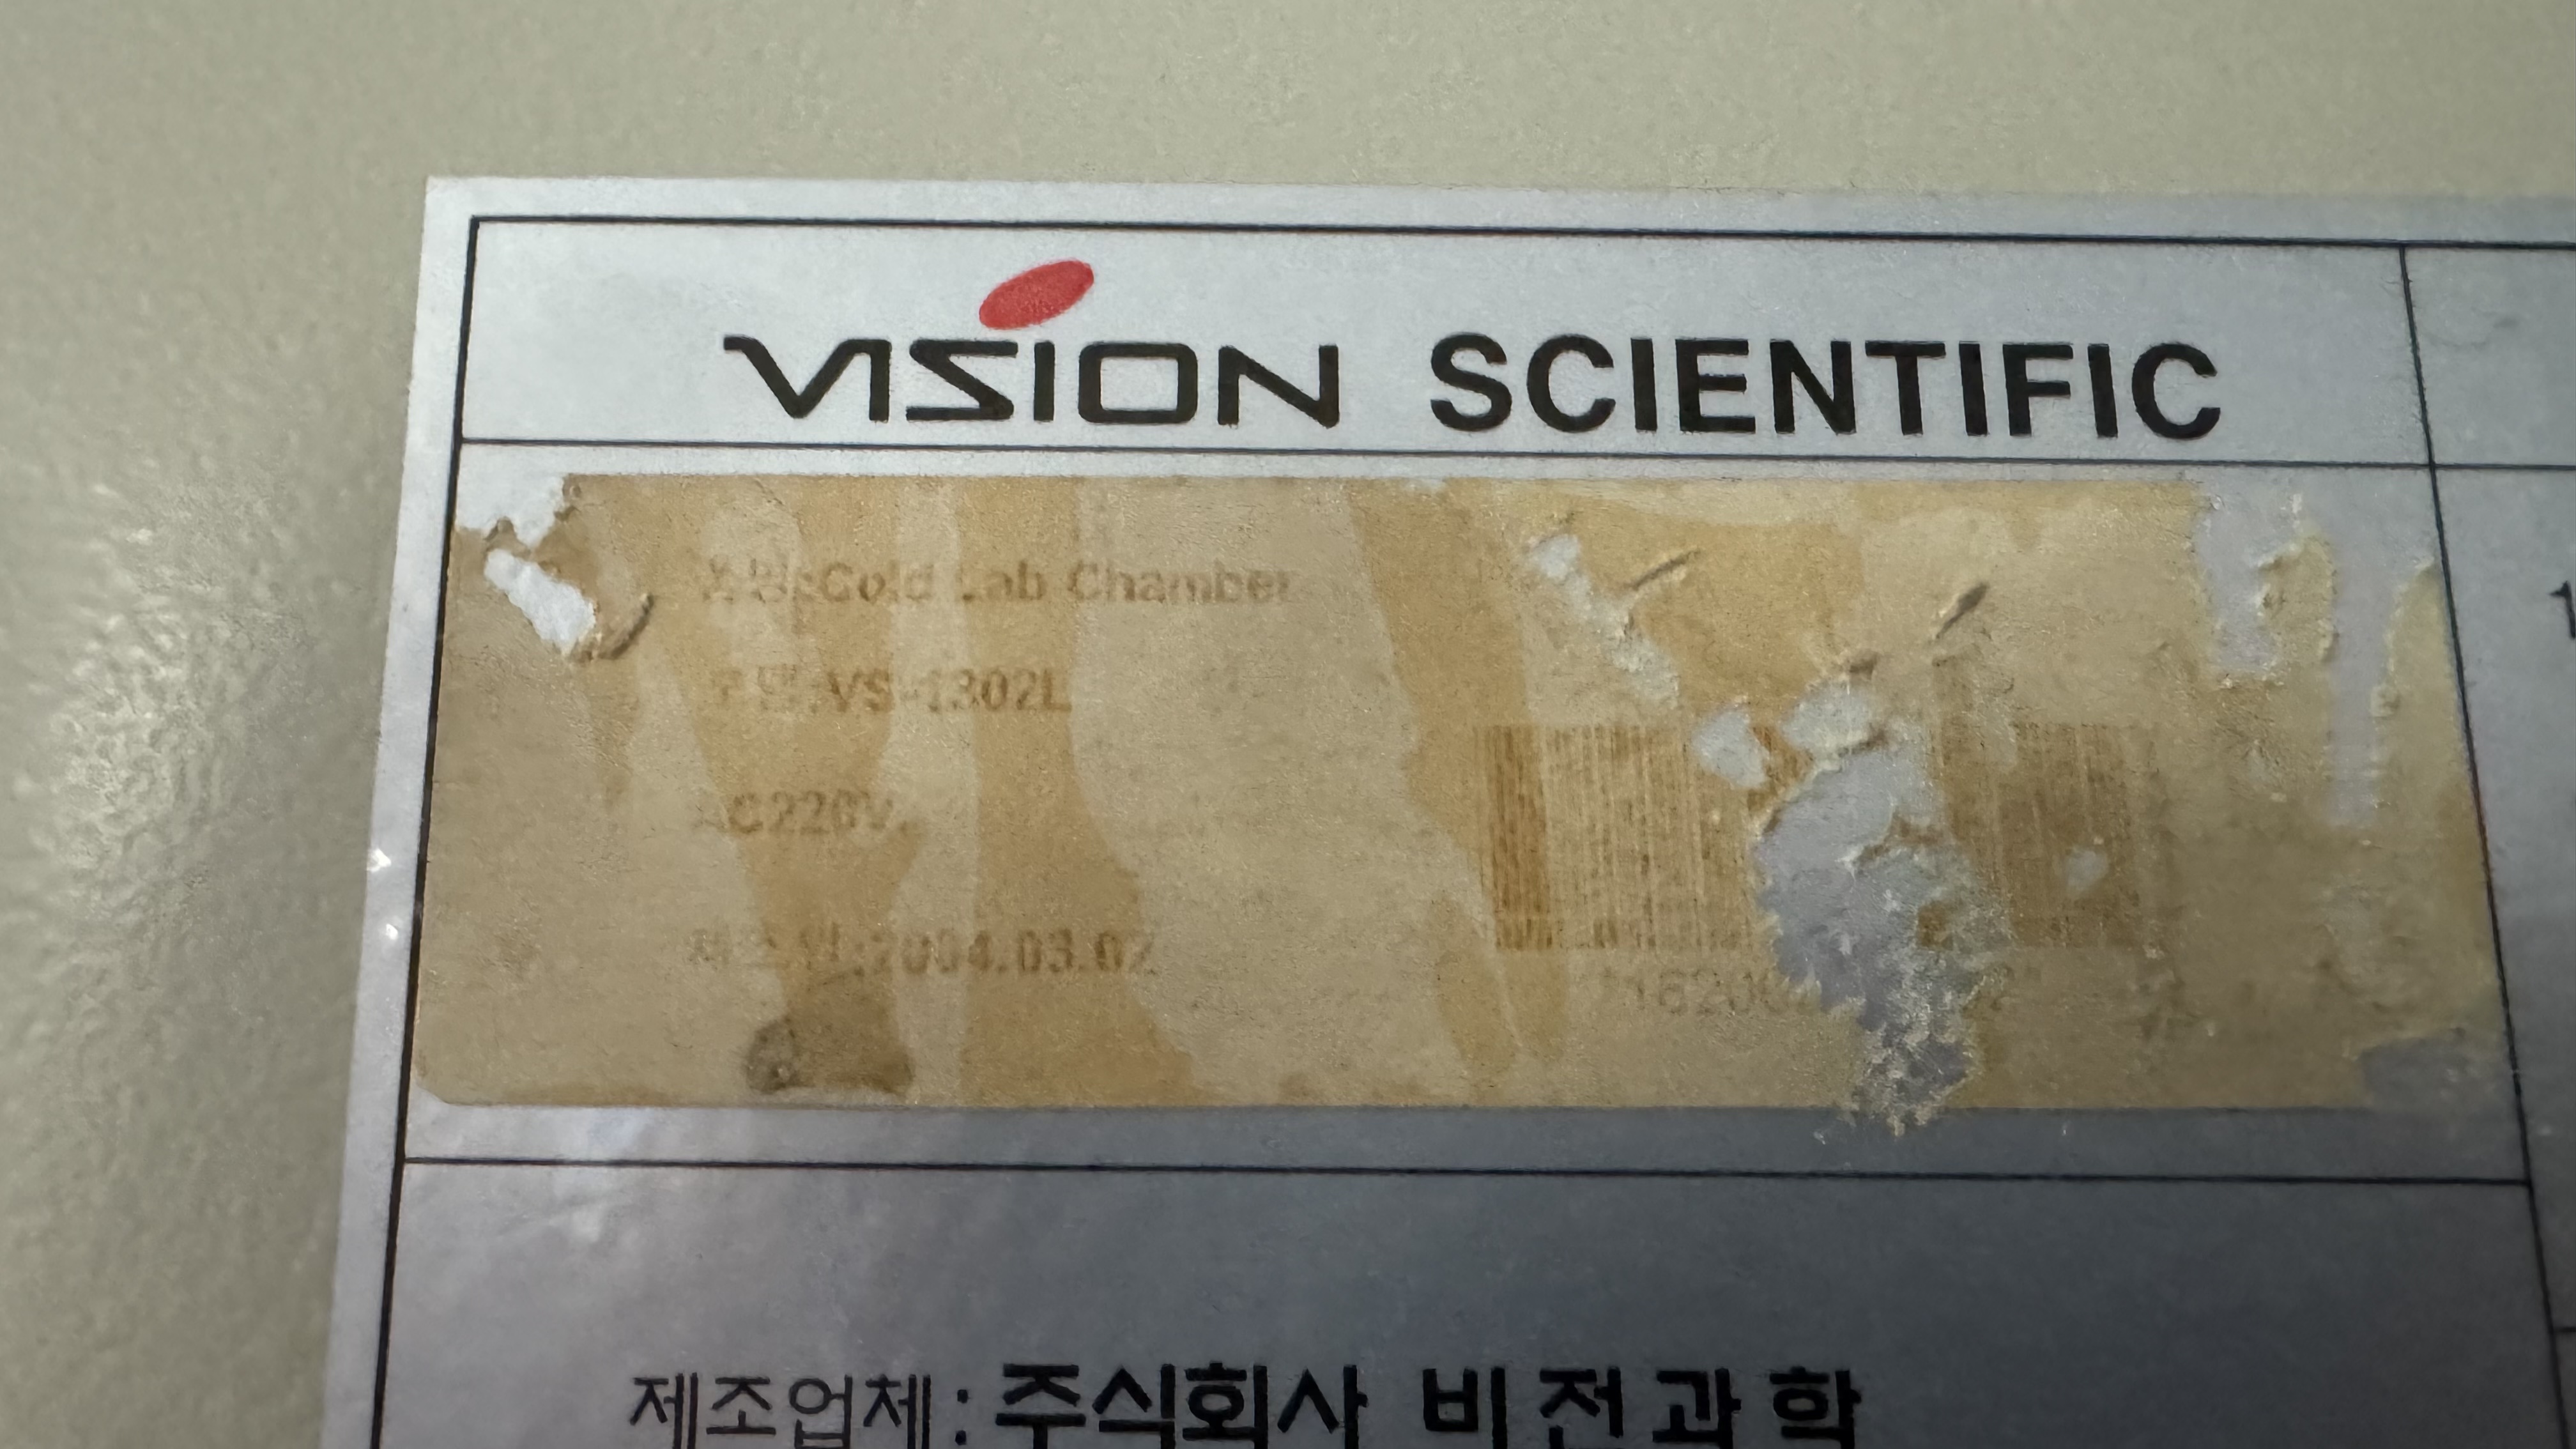 VISION SCIENTIFIC
Cold Lab Chamber
VS-1302L
AC220V
2004.03.02
제조업체: 주식회사 비전과학